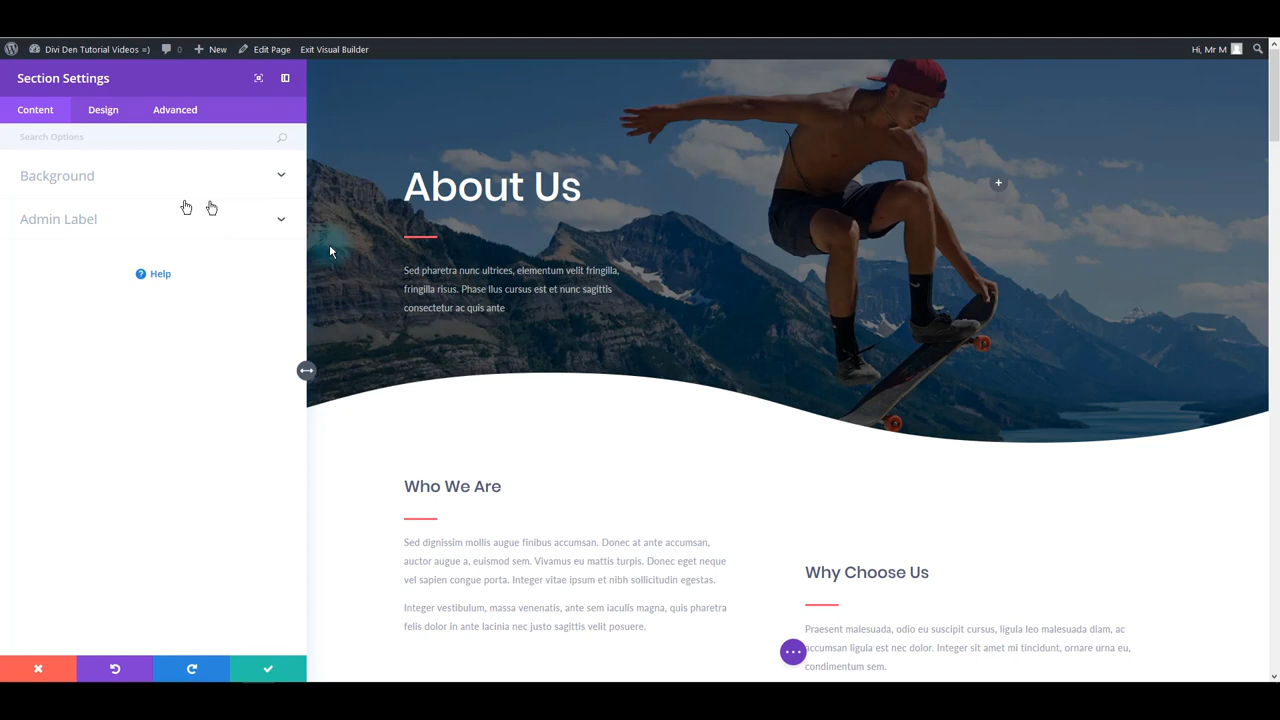 Divi Den Tutorial Videos =)
0
New
Edit Page
Exit Visual Builder
Hi, Mr M
Section Settings
Content
Design
Advanced
Search Options
Background
Admin Label
? Help
About Us
Sed pharetra nunc ultrices, elementum velit fringilla,
fringilla risus. Phase llus cursus est et nunc sagittis
consectetur ac quis ante
Who We Are
Sed dignissim mollis augue finibus accumsan. Donec at ante accumsan,
auctor augue a, euismod sem. Vivamus eu mattis turpis. Donec eget neque
vel sapien congue porta. Integer vitae ipsum et nibh sollicitudin egestas.
Integer vestibulum, massa venenatis, ante sem iaculis magna, quis pharetra
felis dolor in ante lacinia nec justo sagittis velit posuere.
Why Choose Us
Praesent malesuada, odio eu suscipit cursus, ligula leo malesuada diam, ac
accumsan ligula est nec dolor. Integer sit amet mi tincidunt, ornare urna eu,
condimentum sem.